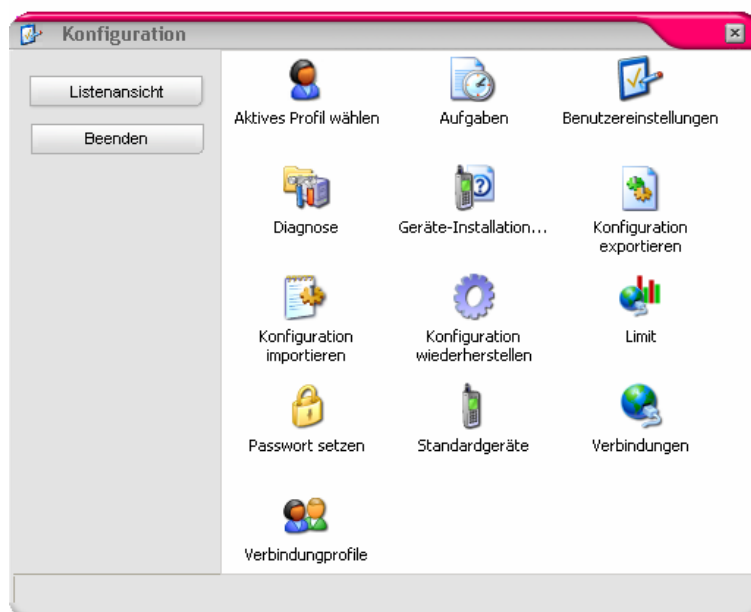 Konfiguration
Listenansicht
Beenden
Aktives Profil wählen
Aufgaben
Benutzereinstellungen
Diagnose
Geräte-Installation...
Konfiguration
exportieren
Konfiguration
importieren
Konfiguration
wiederherstellen
Limit
Passwort setzen
Standardgeräte
Verbindungen
Verbindungprofile